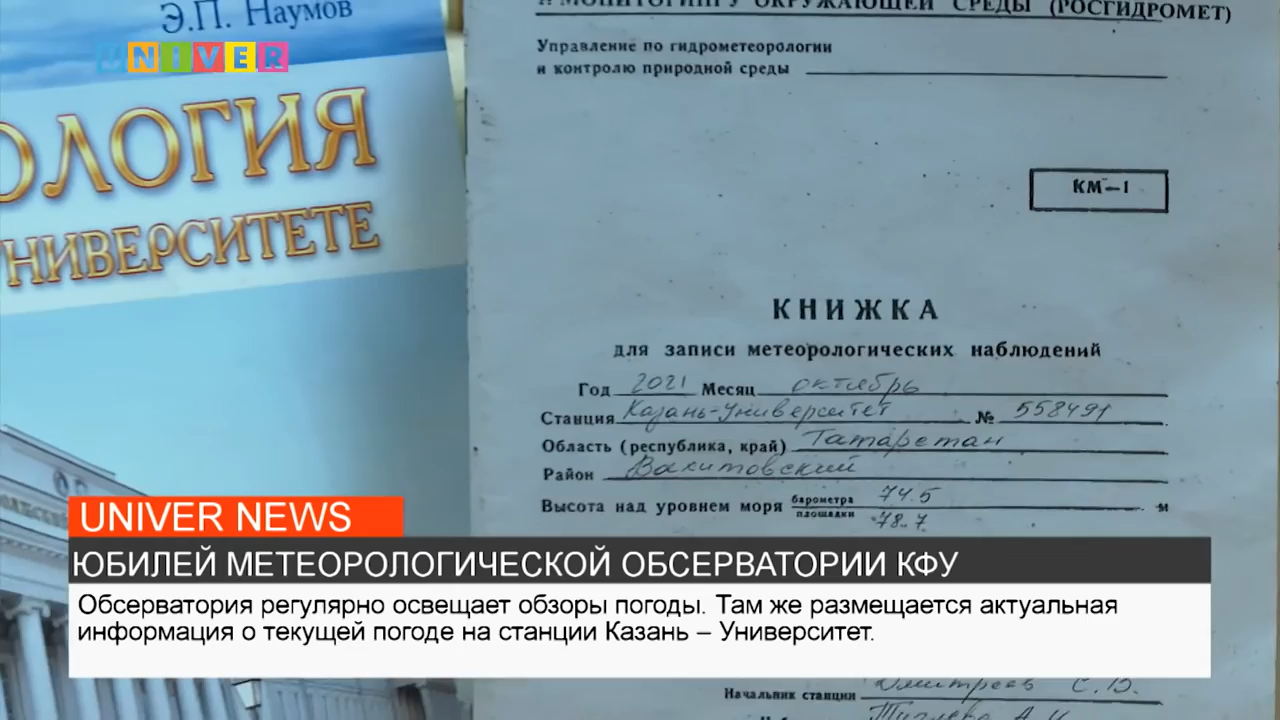 Э.П. Наумов
UNIVER
ОЛОГИЯ
НИВЕРСИТЕТЕ
И МОНИТОРИНГУ ОКРУЖАЮЩЕЙ СРЕДЫ (РОСГИДРОМЕТ)
Управление по гидрометеорологии
и контролю природной среды
КМ—1
КНИЖКА
для записи метеорологических наблюдений
Год 2021 Месяц октябрь
Станция Казань-Университет № 558491
Область (республика, край) Татарстан
Район Вахитовский
Высота над уровнем моря барометра 74.5 м
площадки 78.7
UNIVER NEWS
ЮБИЛЕЙ МЕТЕОРОЛОГИЧЕСКОЙ ОБСЕРВАТОРИИ КФУ
Обсерватория регулярно освещает обзоры погоды. Там же размещается актуальная
информация о текущей погоде на станции Казань – Университет.
Начальник станции Дмитриев С.В.